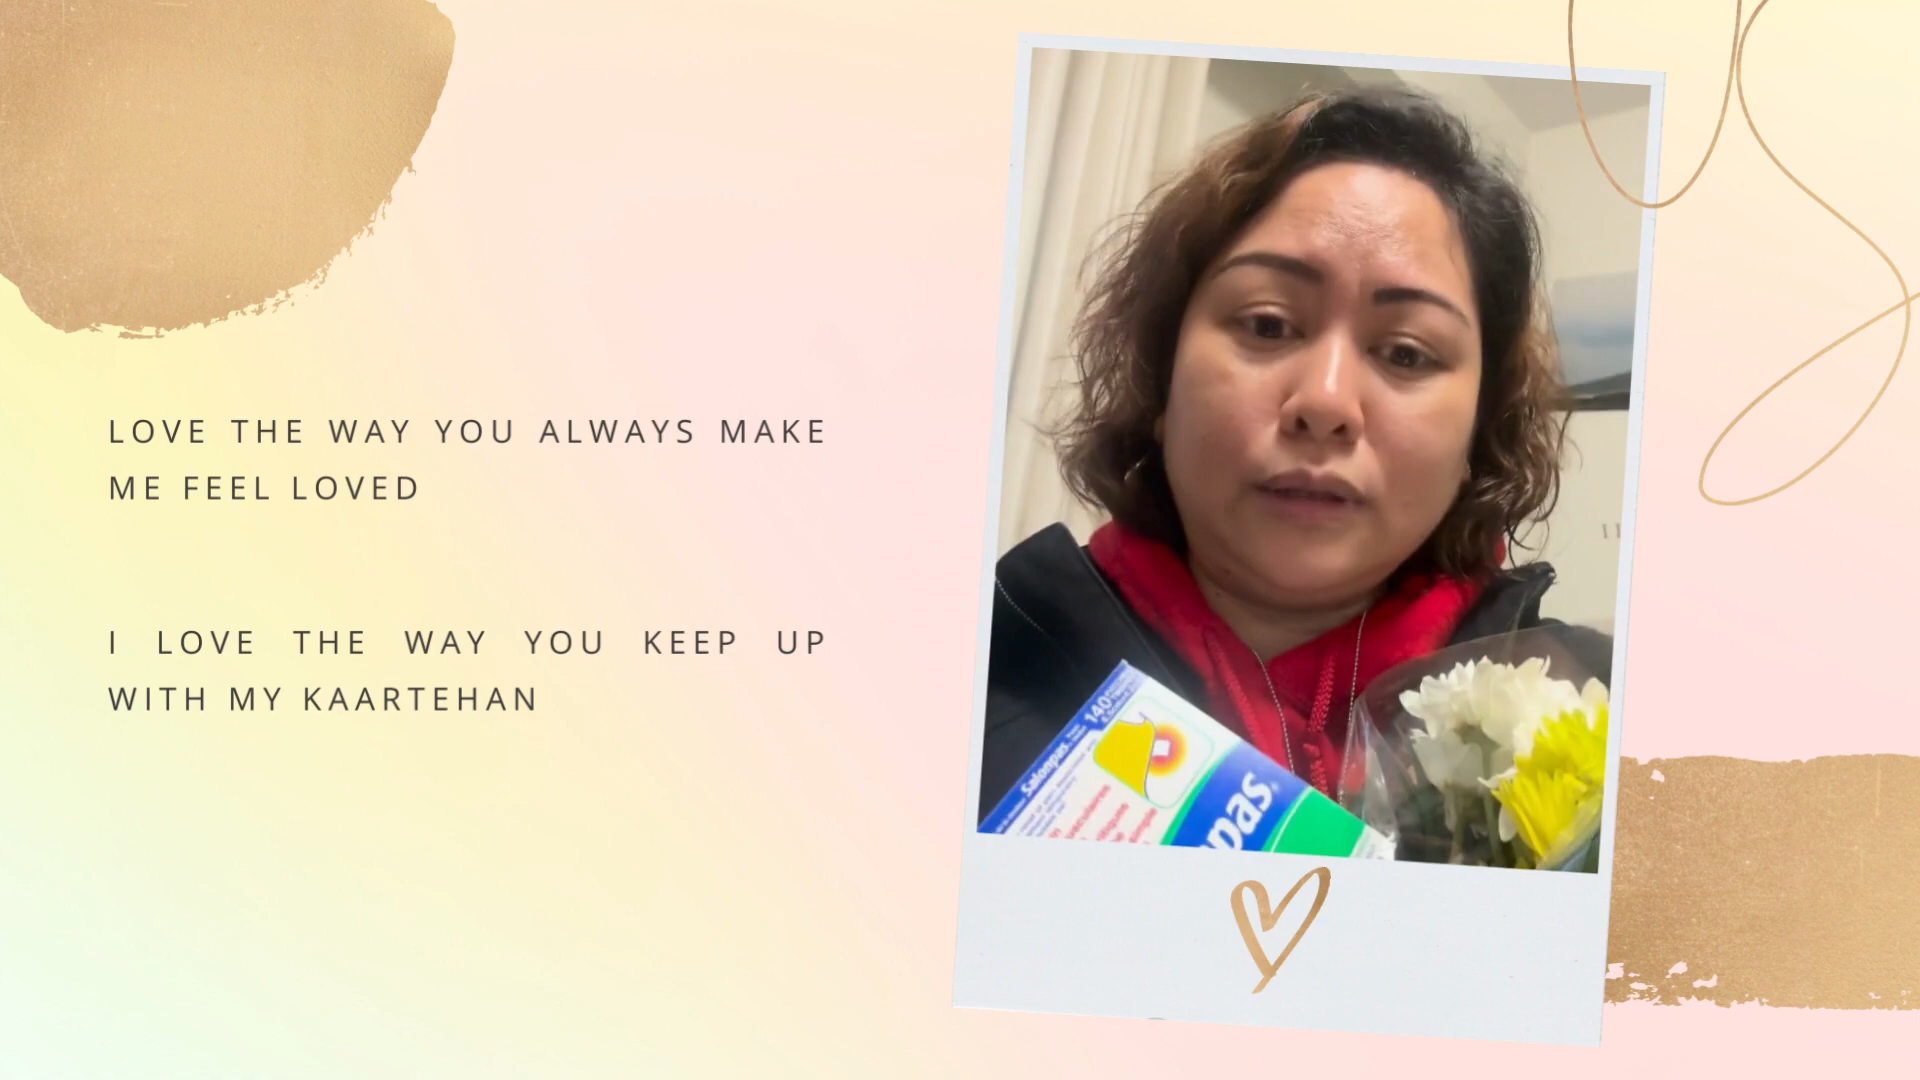 LOVE THE WAY YOU ALWAYS MAKE
ME FEEL LOVED
I LOVE THE WAY YOU KEEP UP
WITH MY KAARTEHAN
140
Salonpas
pas